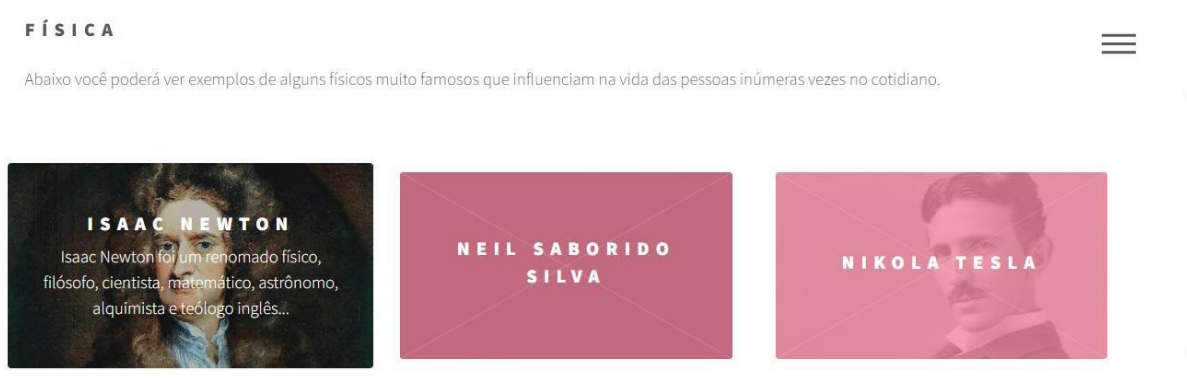 FÍSICA
Abaixo você poderá ver exemplos de alguns físicos muito famosos que influenciam na vida das pessoas inúmeras vezes no cotidiano.
ISAAC NEWTON
Isaac Newton foi um renomado físico,
filósofo, cientista, matemático, astrônomo,
alquimista e teólogo inglês...
NEIL SABORIDO
SILVA
NIKOLA TESLA